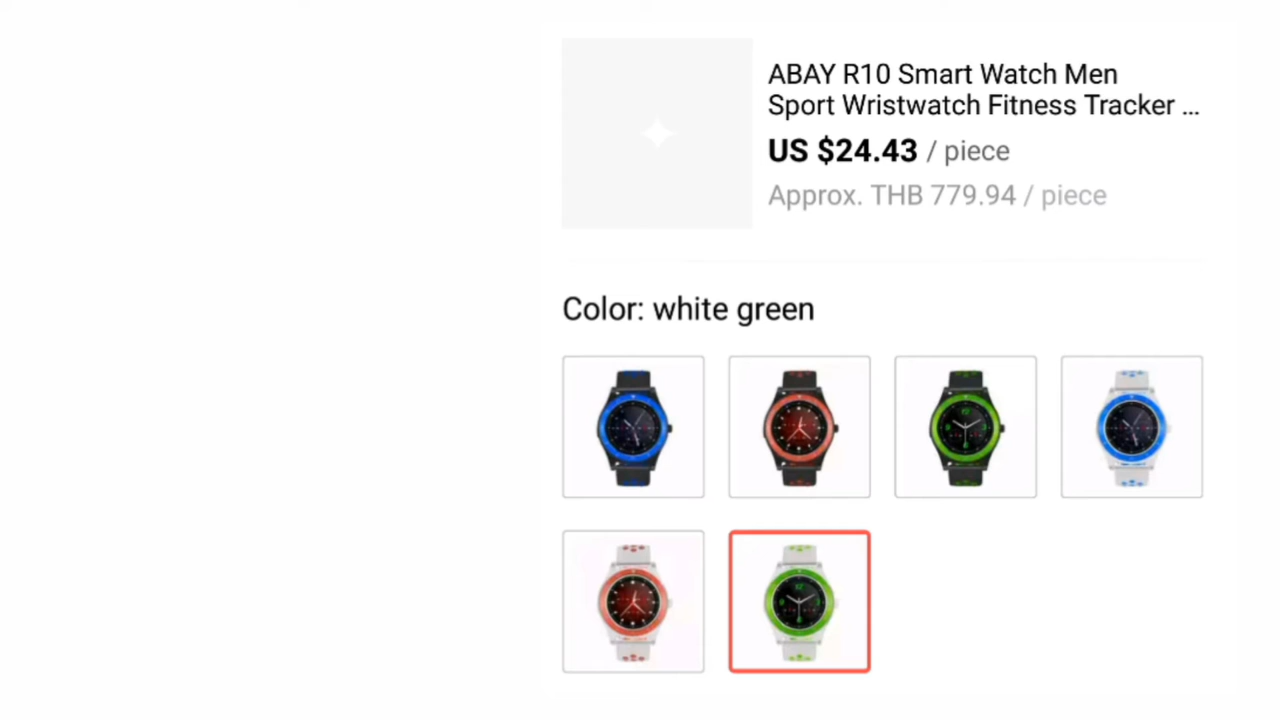 ABAY R10 Smart Watch Men
Sport Wristwatch Fitness Tracker ...
US $24.43 / piece
Approx. THB 779.94 / piece
Color: white green